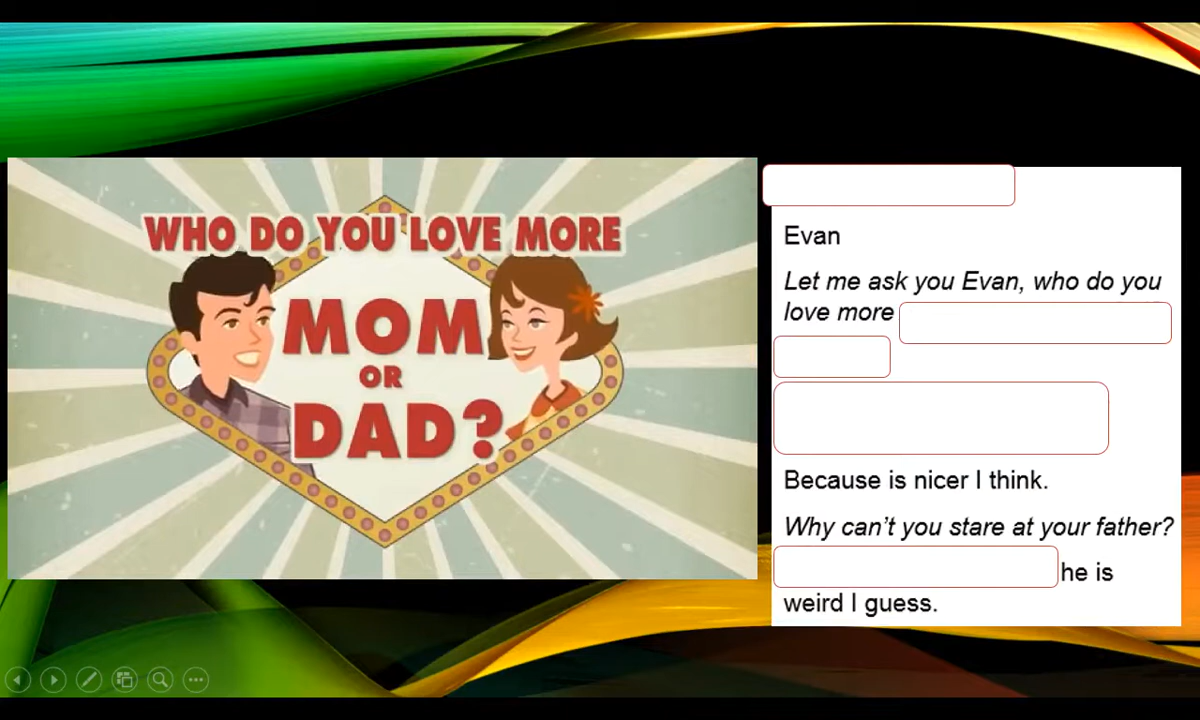 WHO DO YOU LOVE MORE
MOM
OR
DAD?
Evan
Let me ask you Evan, who do you
love more
Because is nicer I think.
Why can't you stare at your father?
he is
weird I guess.